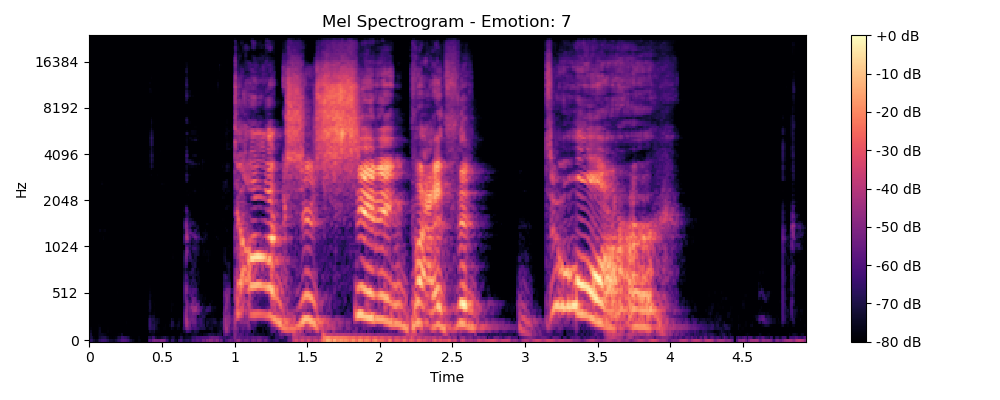 Mel Spectrogram - Emotion: 7
Hz
16384
8192
4096
2048
1024
512
0
0 0.5 1 1.5 2 2.5 3 3.5 4 4.5
Time
+0 dB
-10 dB
-20 dB
-30 dB
-40 dB
-50 dB
-60 dB
-70 dB
-80 dB